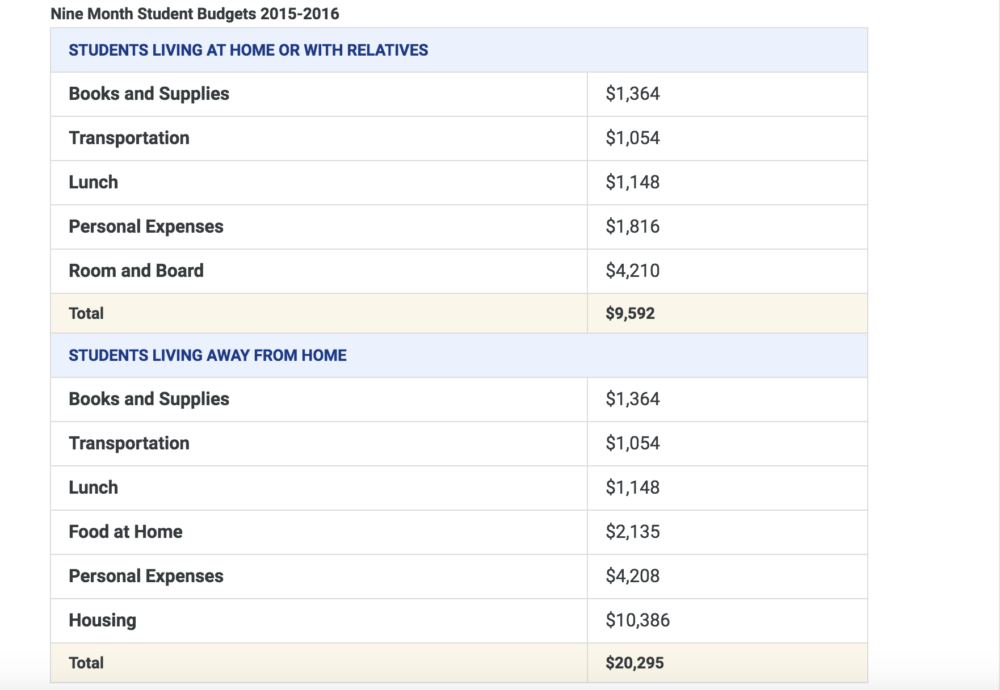 Nine Month Student Budgets 2015-2016
STUDENTS LIVING AT HOME OR WITH RELATIVES
Books and Supplies $1,364
Transportation $1,054
Lunch $1,148
Personal Expenses $1,816
Room and Board $4,210
Total $9,592
STUDENTS LIVING AWAY FROM HOME
Books and Supplies $1,364
Transportation $1,054
Lunch $1,148
Food at Home $2,135
Personal Expenses $4,208
Housing $10,386
Total $20,295